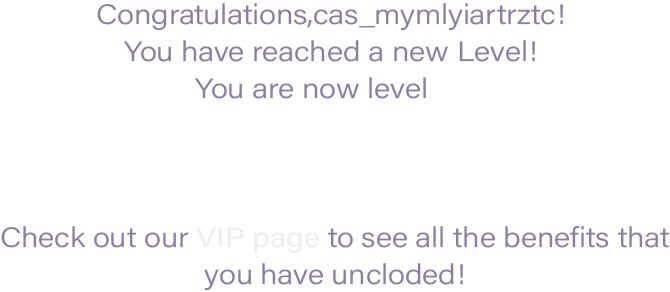 Congratulations,cas_mymlyiartrztc!
You have reached a new Level!
You are now level
Check out our VIP page to see all the benefits that
you have uncloded!